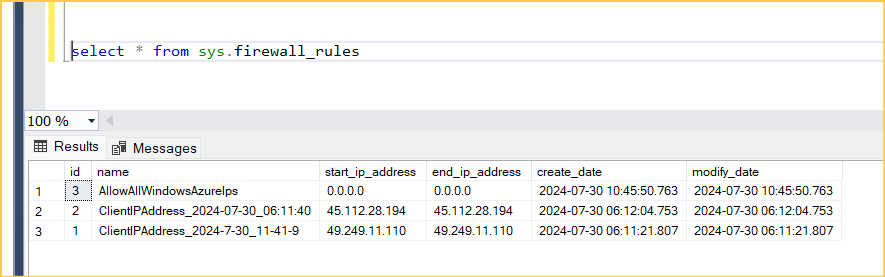 select * from sys.firewall_rules
100 %
Results Messages
id name start_ip_address end_ip_address create_date modify_date
1 3 AllowAllWindowsAzureIps 0.0.0.0 0.0.0.0 2024-07-30 10:45:50.763 2024-07-30 10:45:50.763
2 2 ClientIPAddress_2024-07-30_06:11:40 45.112.28.194 45.112.28.194 2024-07-30 06:12:04.753 2024-07-30 06:12:04.753
3 1 ClientIPAddress_2024-7-30_11-41-9 49.249.11.110 49.249.11.110 2024-07-30 06:11:21.807 2024-07-30 06:11:21.807